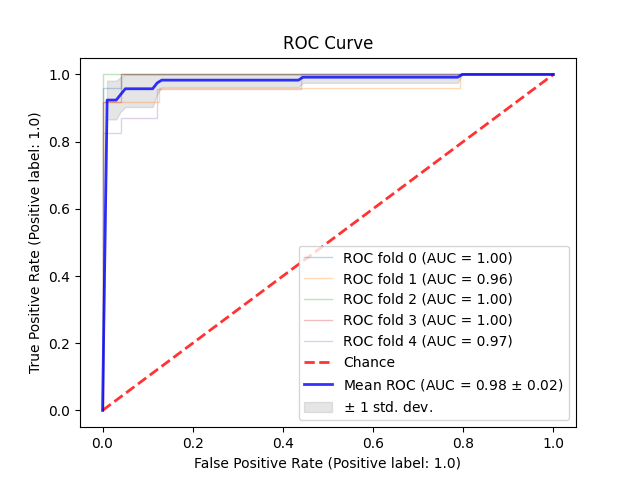 ROC Curve
True Positive Rate (Positive label: 1.0)
1.0
0.8
0.6
0.4
0.2
0.0
ROC fold 0 (AUC = 1.00)
ROC fold 1 (AUC = 0.96)
ROC fold 2 (AUC = 1.00)
ROC fold 3 (AUC = 1.00)
ROC fold 4 (AUC = 0.97)
Chance
Mean ROC (AUC = 0.98 ± 0.02)
± 1 std. dev.
0.0 0.2 0.4 0.6 0.8 1.0
False Positive Rate (Positive label: 1.0)